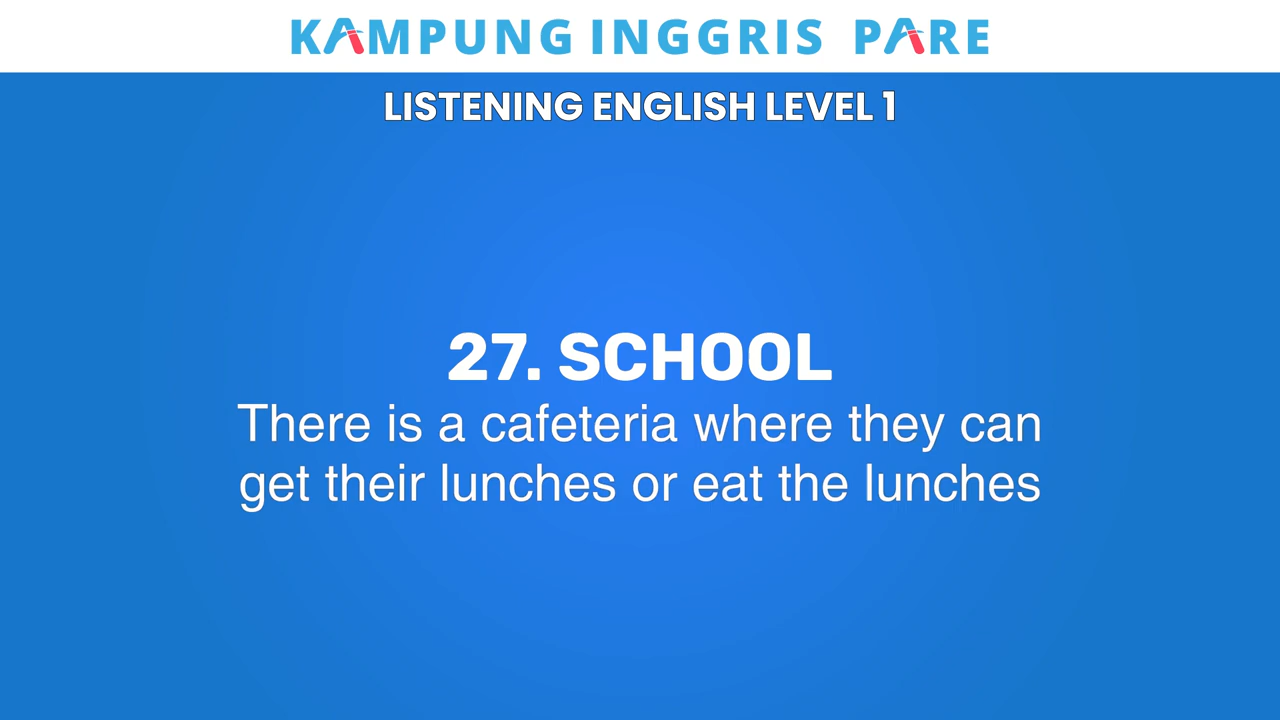 KAMPUNG INGGRIS PARE
LISTENING ENGLISH LEVEL 1
27. SCHOOL
There is a cafeteria where they can
get their lunches or eat the lunches